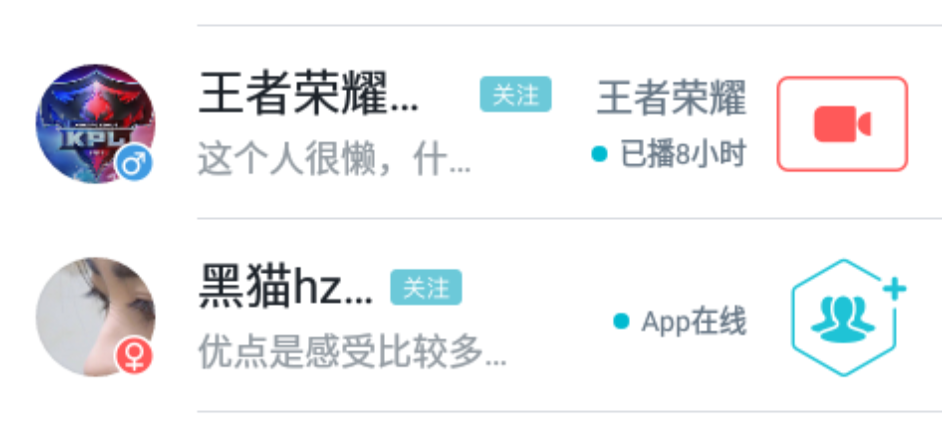 王者荣耀...
关注
王者荣耀
KPL
这个人很懒，什...
已播8小时
黑猫hz...
关注
App在线
优点是感受比较多...